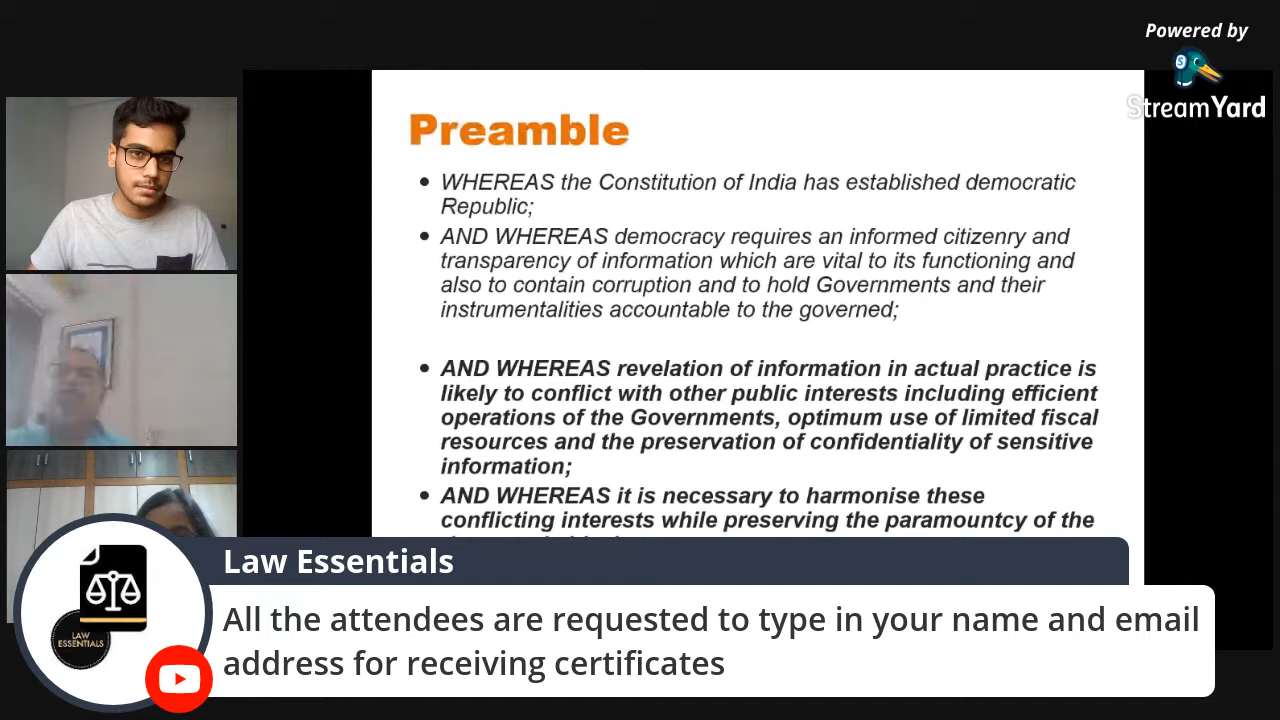 Powered by
StreamYard
Preamble
• WHEREAS the Constitution of India has established democratic
Republic;
• AND WHEREAS democracy requires an informed citizenry and
transparency of information which are vital to its functioning and
also to contain corruption and to hold Governments and their
instrumentalities accountable to the governed;
• AND WHEREAS revelation of information in actual practice is
likely to conflict with other public interests including efficient
operations of the Governments, optimum use of limited fiscal
resources and the preservation of confidentiality of sensitive
information;
• AND WHEREAS it is necessary to harmonise these
conflicting interests while preserving the paramountcy of the
Law Essentials
All the attendees are requested to type in your name and email
address for receiving certificates
LAW
ESSENTIALS